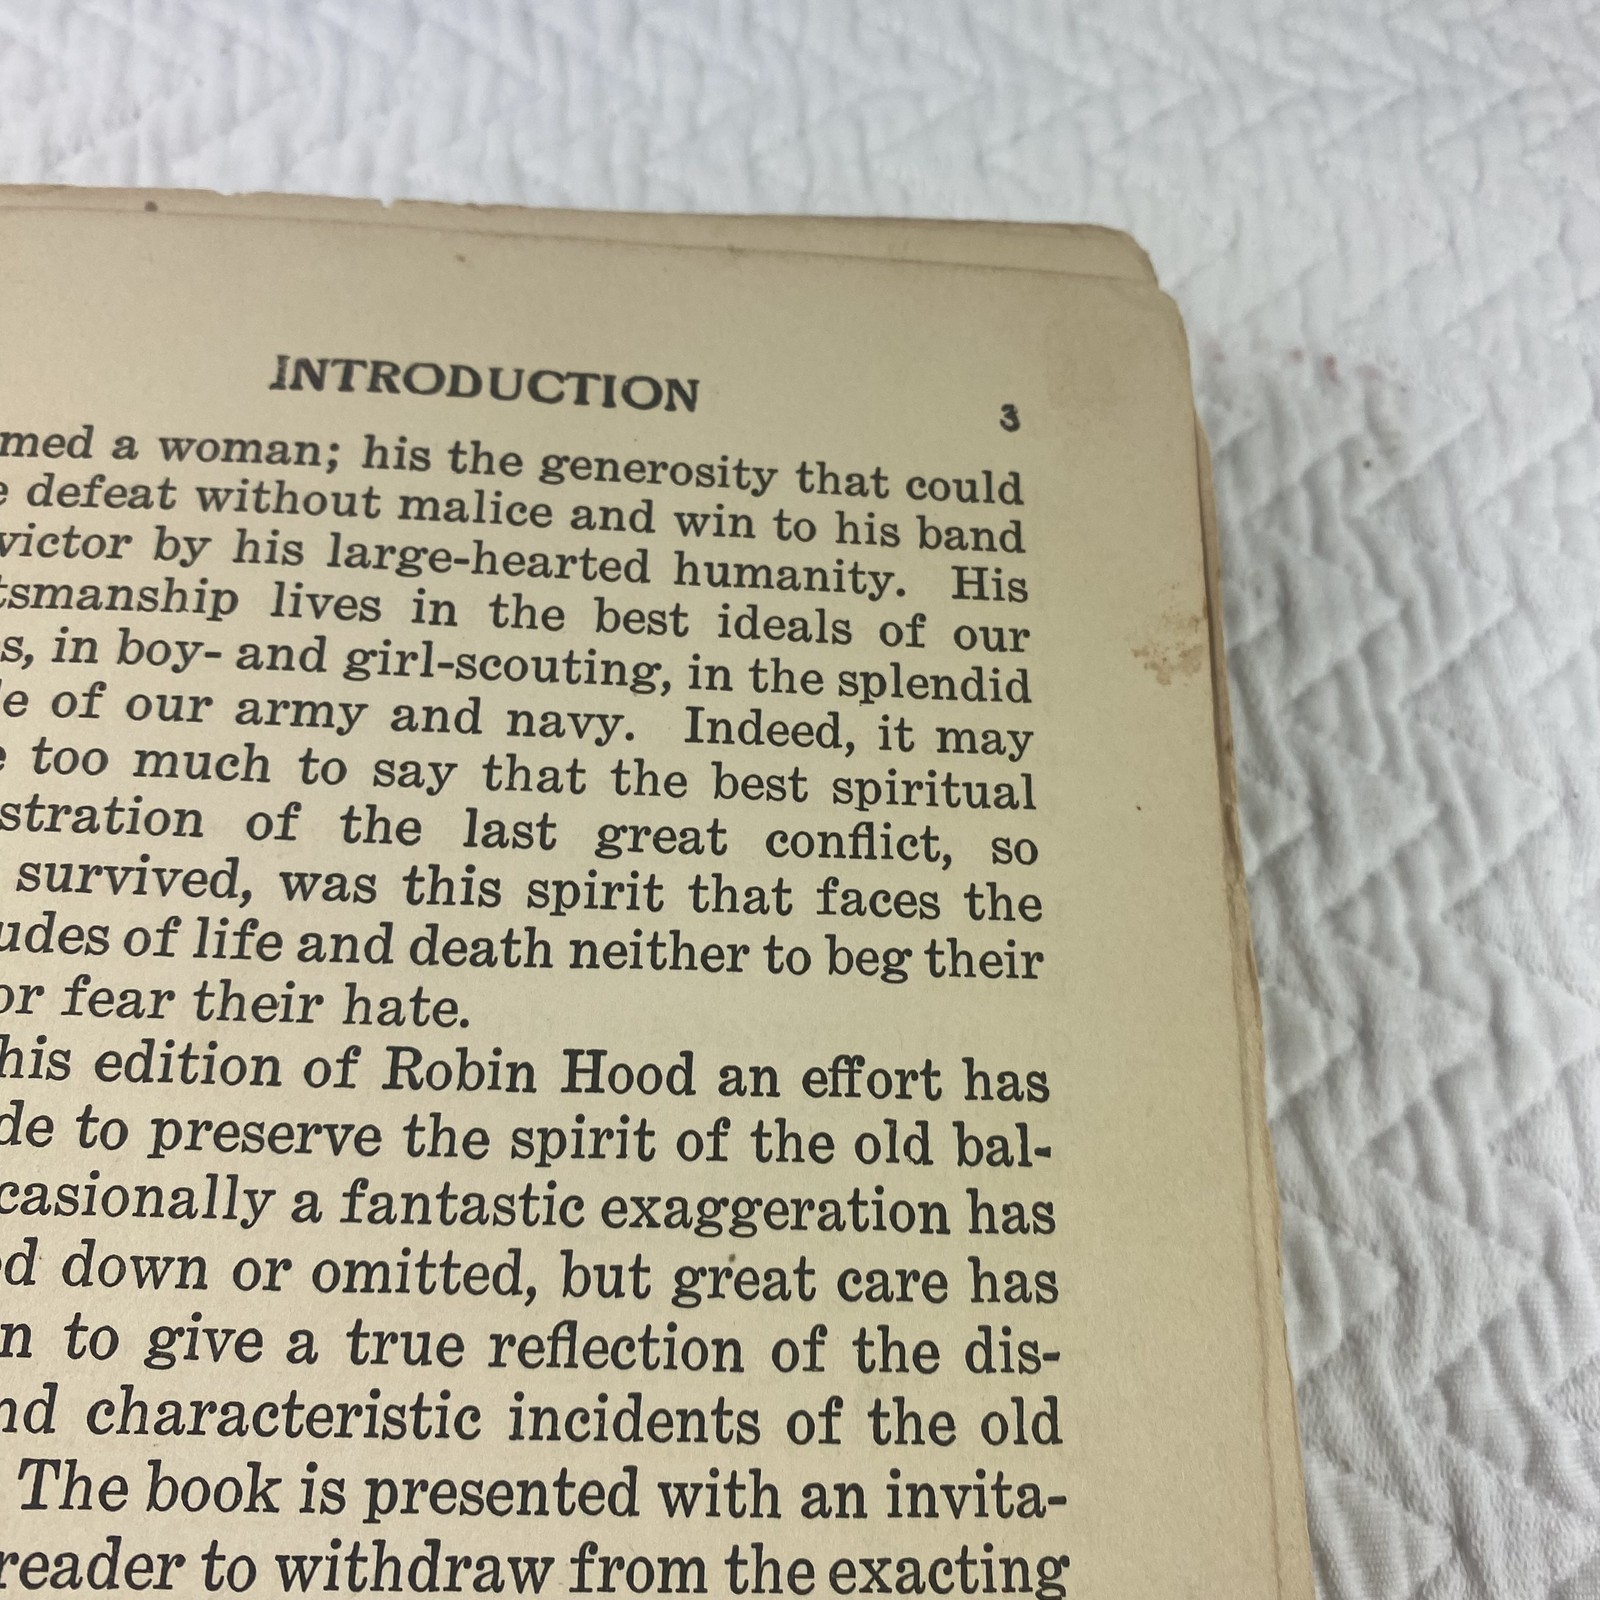 INTRODUCTION
3
med a woman; his the generosity that could
e defeat without malice and win to his band
victor by his large-hearted humanity. His
tsmanship lives in the best ideals of our
s, in boy- and girl-scouting, in the splendid
e of our army and navy. Indeed, it may
e too much to say that the best spiritual
stration of the last great conflict, so
survived, was this spirit that faces the
udes of life and death neither to beg their
or fear their hate.
his edition of Robin Hood an effort has
de to preserve the spirit of the old bal-
casionally a fantastic exaggeration has
ed down or omitted, but great care has
n to give a true reflection of the dis-
nd characteristic incidents of the old
The book is presented with an invita-
reader to withdraw from the exacting